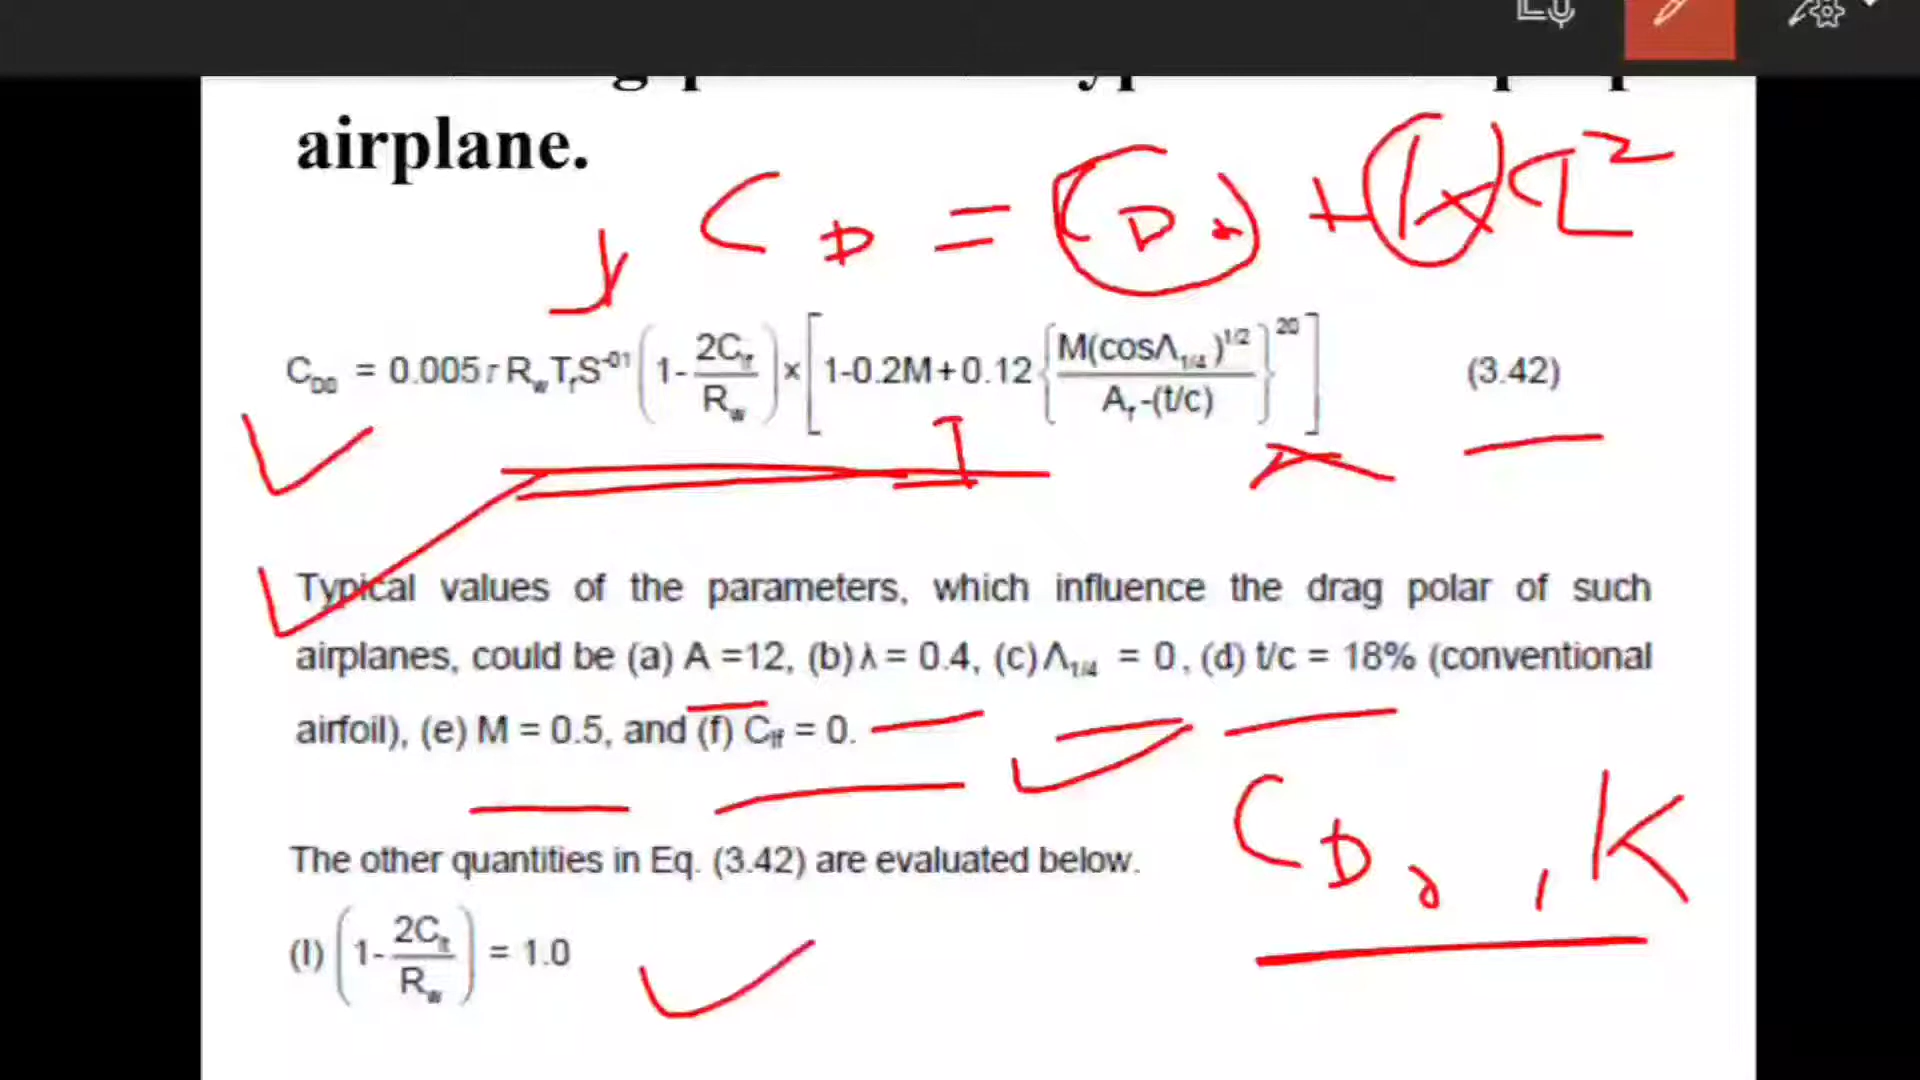 airplane.
C_D = C_D0 + K C_L^2
C_D0 = 0.005 τ R_w T_f S^-01 (1- 2C_lf / R_w) × [1-0.2M+0.12 {M(cosΛ_1/4)^1/2 / A_f -(t/c)}^20] (3.42)
Typical values of the parameters, which influence the drag polar of such
airplanes, could be (a) A =12, (b) λ = 0.4, (c) Λ_1/4 = 0, (d) t/c = 18% (conventional
airfoil), (e) M = 0.5, and (f) C_lf = 0.
C_D0 , K
The other quantities in Eq. (3.42) are evaluated below.
(I) (1- 2C_lf / R_w) = 1.0